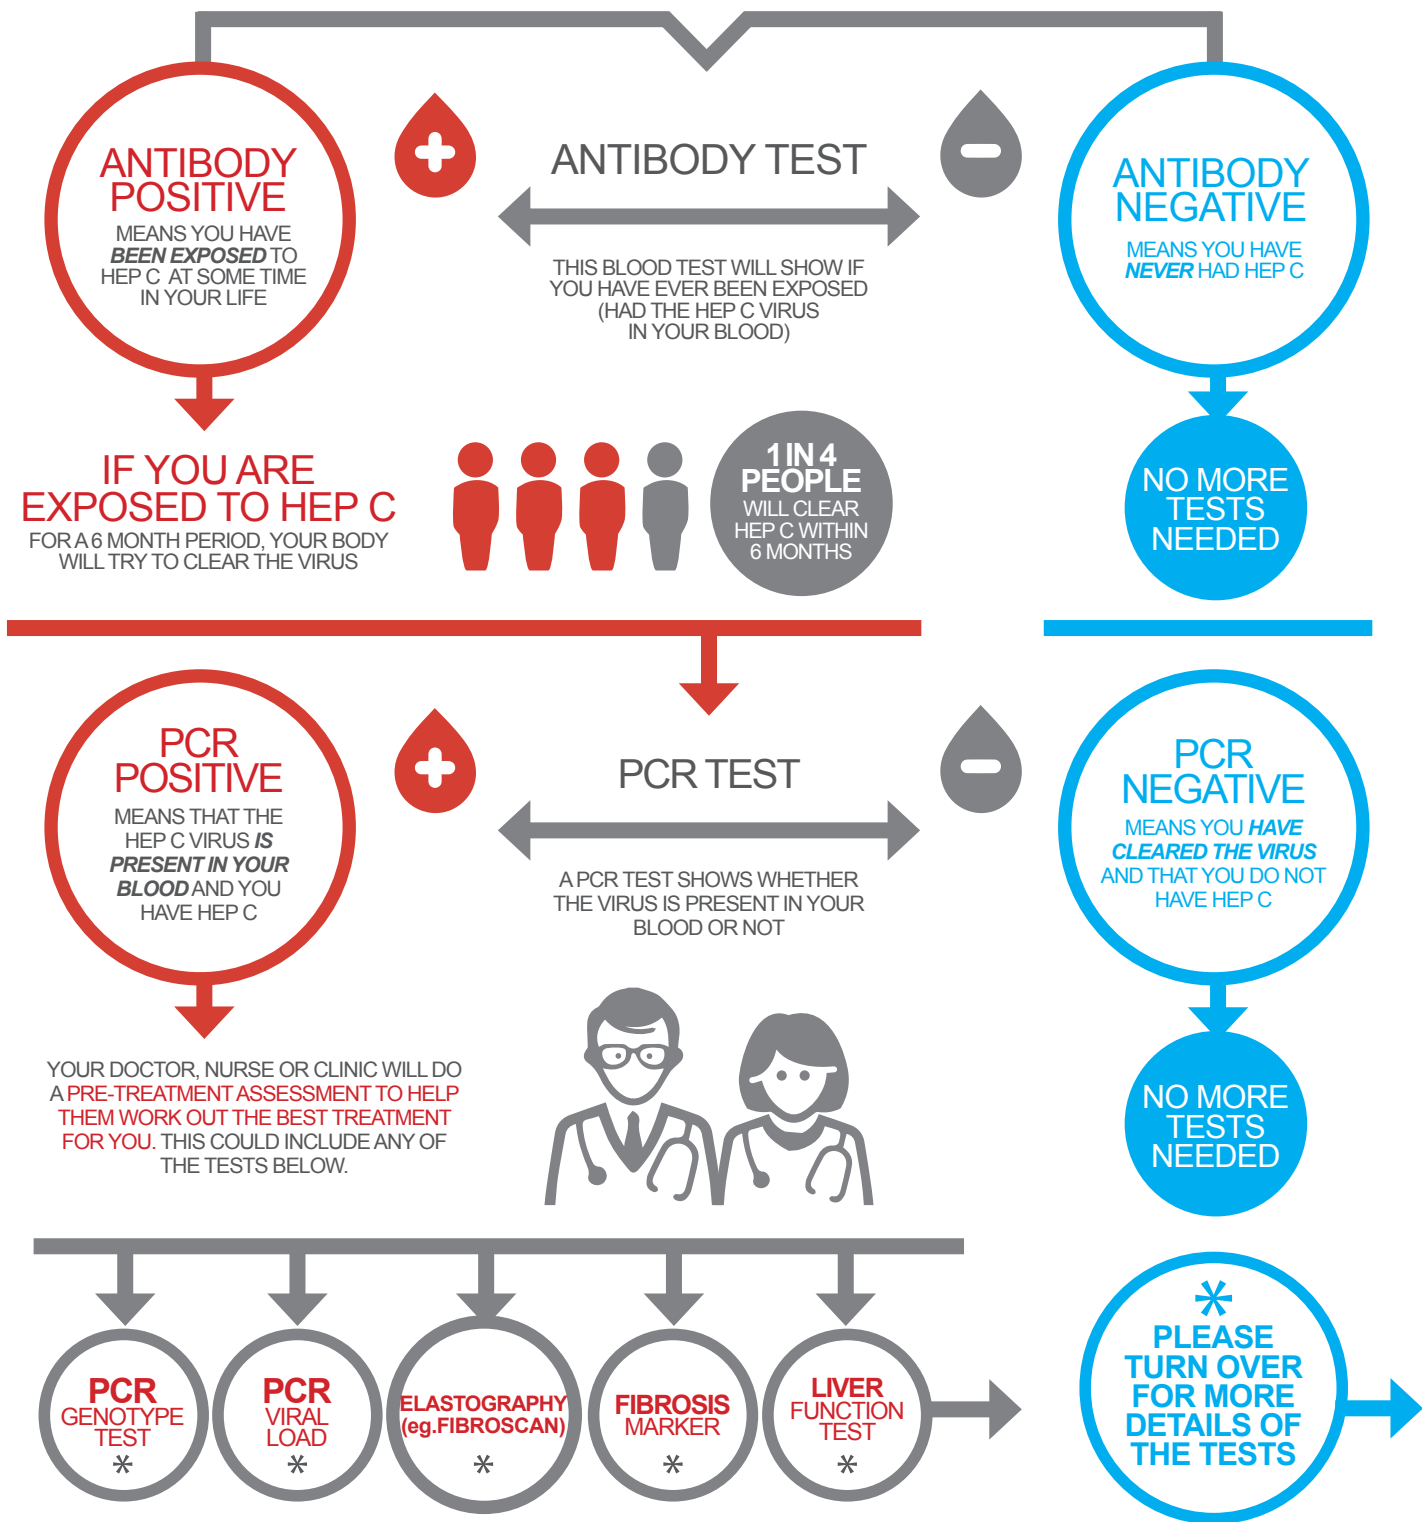 ANTIBODY
POSITIVE
MEANS YOU HAVE
BEEN EXPOSED TO
HEP C AT SOME TIME
IN YOUR LIFE
ANTIBODY TEST
THIS BLOOD TEST WILL SHOW IF
YOU HAVE EVER BEEN EXPOSED
(HAD THE HEP C VIRUS
IN YOUR BLOOD)
ANTIBODY
NEGATIVE
MEANS YOU HAVE
NEVER HAD HEP C
IF YOU ARE
EXPOSED TO HEP C
FOR A 6 MONTH PERIOD, YOUR BODY
WILL TRY TO CLEAR THE VIRUS
1 IN 4
PEOPLE
WILL CLEAR
HEP C WITHIN
6 MONTHS
NO MORE
TESTS
NEEDED
PCR
POSITIVE
MEANS THAT THE
HEP C VIRUS IS
PRESENT IN YOUR
BLOOD AND YOU
HAVE HEP C
PCR TEST
A PCR TEST SHOWS WHETHER
THE VIRUS IS PRESENT IN YOUR
BLOOD OR NOT
PCR
NEGATIVE
MEANS YOU HAVE
CLEARED THE VIRUS
AND THAT YOU DO NOT
HAVE HEP C
YOUR DOCTOR, NURSE OR CLINIC WILL DO
A PRE-TREATMENT ASSESSMENT TO HELP
THEM WORK OUT THE BEST TREATMENT
FOR YOU. THIS COULD INCLUDE ANY OF
THE TESTS BELOW.
NO MORE
TESTS
NEEDED
PCR
GENOTYPE
TEST
*
PCR
VIRAL
LOAD
*
ELASTOGRAPHY
(eg.FIBROSCAN)
*
FIBROSIS
MARKER
*
LIVER
FUNCTION
TEST
*
*
PLEASE
TURN OVER
FOR MORE
DETAILS OF
THE TESTS